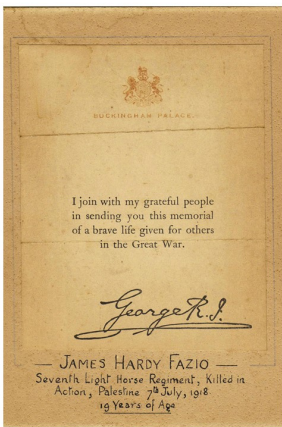 BUCKINGHAM PALACE.
I join with my grateful people
in sending you this memorial
of a brave life given for others
in the Great War.
George R.I.
— JAMES HARDY FAZIO —
Seventh Light Horse Regiment, Killed in
Action, Palestine 7th July, 1918.
19 Years of Age